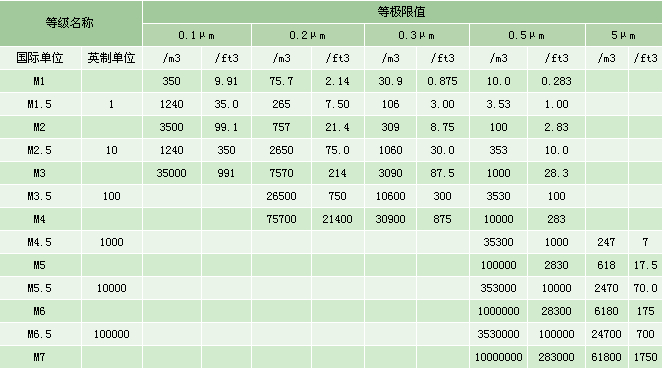 等级名称 等极限值
0.1μm 0.2μm 0.3μm 0.5μm 5μm
国际单位 英制单位 /m3 /ft3 /m3 /ft3 /m3 /ft3 /m3 /ft3 /m3 /ft3
M1 350 9.91 75.7 2.14 30.9 0.875 10.0 0.283
M1.5 1 1240 35.0 265 7.50 106 3.00 3.53 1.00
M2 3500 99.1 757 21.4 309 8.75 100 2.83
M2.5 10 1240 350 2650 75.0 1060 30.0 353 10.0
M3 35000 991 7570 214 3090 87.5 1000 28.3
M3.5 100 26500 750 10600 300 3530 100
M4 75700 21400 30900 875 10000 283
M4.5 1000 35300 1000 247 7
M5 100000 2830 618 17.5
M5.5 10000 353000 10000 2470 70.0
M6 1000000 28300 6180 175
M6.5 100000 3530000 100000 24700 700
M7 10000000 283000 61800 1750